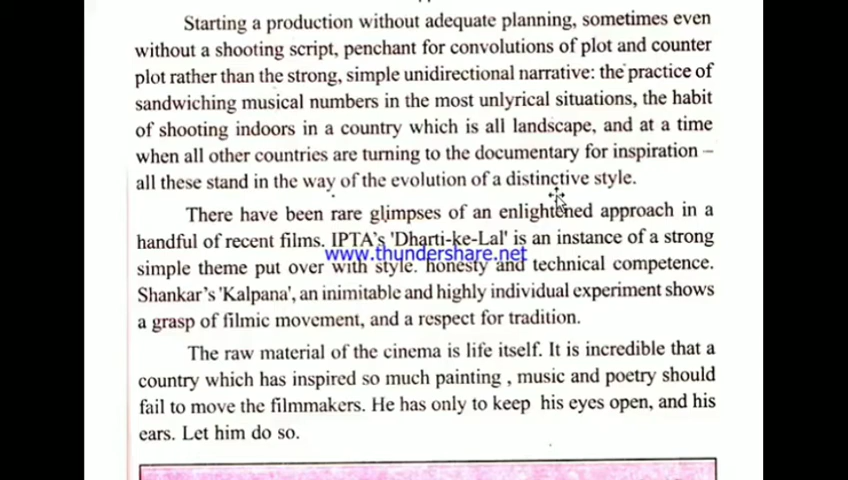 Starting a production without adequate planning, sometimes even
without a shooting script, penchant for convolutions of plot and counter
plot rather than the strong, simple unidirectional narrative: the practice of
sandwiching musical numbers in the most unlyrical situations, the habit
of shooting indoors in a country which is all landscape, and at a time
when all other countries are turning to the documentary for inspiration –
all these stand in the way of the evolution of a distinctive style.
There have been rare glimpses of an enlightened approach in a
handful of recent films. IPTA's 'Dharti-ke-Lal' is an instance of a strong
www.thundershare.net
simple theme put over with style. honesty and technical competence.
Shankar's 'Kalpana', an inimitable and highly individual experiment shows
a grasp of filmic movement, and a respect for tradition.
The raw material of the cinema is life itself. It is incredible that a
country which has inspired so much painting , music and poetry should
fail to move the filmmakers. He has only to keep his eyes open, and his
ears. Let him do so.